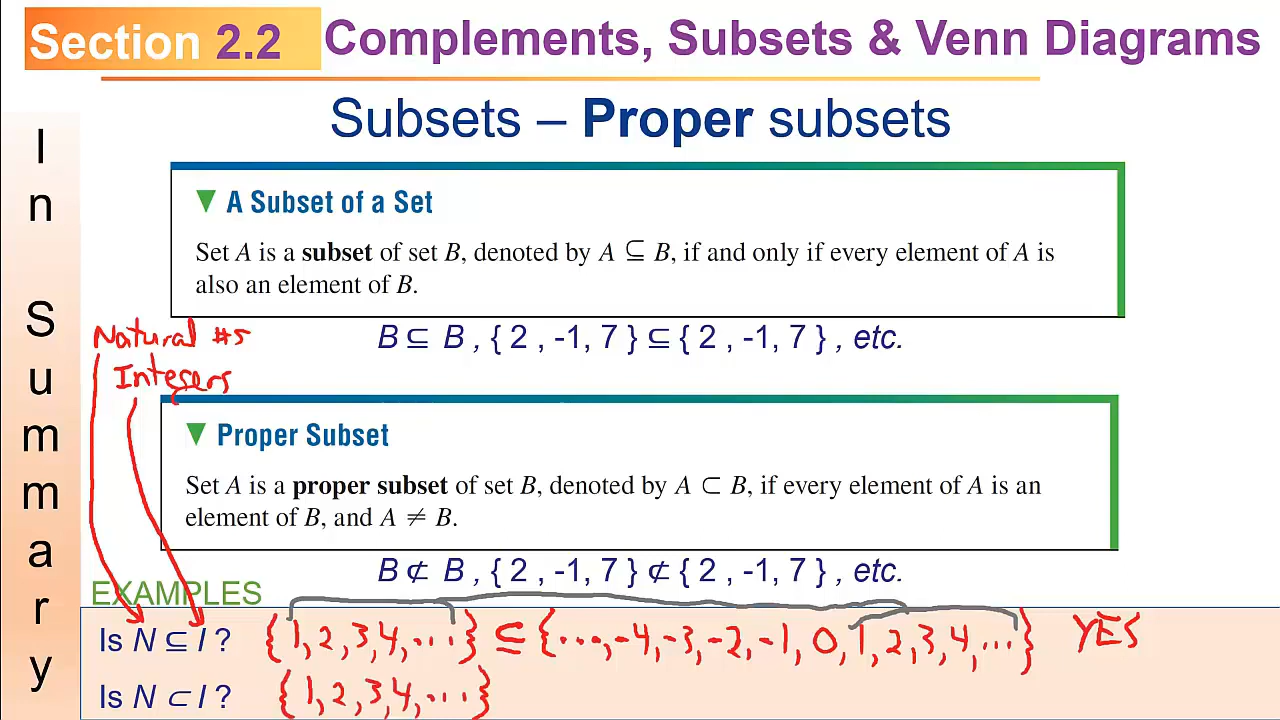 Section 2.2 Complements, Subsets & Venn Diagrams
In Summary
Subsets – Proper subsets
▼ A Subset of a Set
Set A is a subset of set B, denoted by A ⊆ B, if and only if every element of A is
also an element of B.
B ⊆ B , { 2 , -1, 7 } ⊆ { 2 , -1, 7 } , etc.
Natural #s
Integers
▼ Proper Subset
Set A is a proper subset of set B, denoted by A ⊂ B, if every element of A is an
element of B, and A ≠ B.
B ⊄ B , { 2 , -1, 7 } ⊄ { 2 , -1, 7 } , etc.
EXAMPLES
Is N ⊆ I ? {1,2,3,4,...} ⊆ {...,-4,-3,-2,-1,0,1,2,3,4,...} YES
Is N ⊂ I ? {1,2,3,4,...}